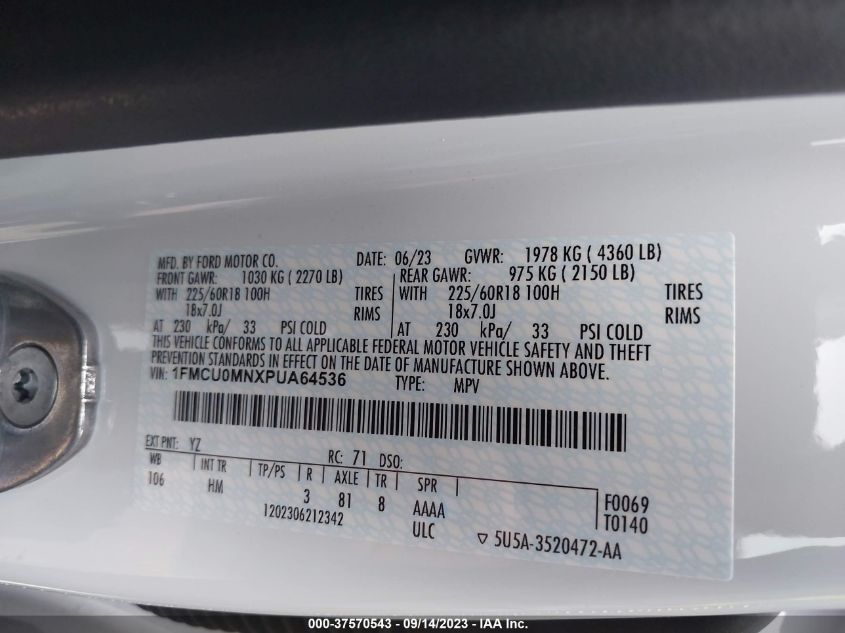 MFD. BY FORD MOTOR CO. DATE: 06/23 GVWR: 1978 KG ( 4360 LB)
FRONT GAWR: 1030 KG ( 2270 LB) REAR GAWR: 975 KG ( 2150 LB)
WITH 225/60R18 100H TIRES WITH 225/60R18 100H TIRES
18x7.0J RIMS 18x7.0J RIMS
AT 230 kPa/ 33 PSI COLD AT 230 kPa/ 33 PSI COLD
THIS VEHICLE CONFORMS TO ALL APPLICABLE FEDERAL MOTOR VEHICLE SAFETY AND THEFT
PREVENTION STANDARDS IN EFFECT ON THE DATE OF MANUFACTURE SHOWN ABOVE.
VIN: 1FMCU0MNXPUA64536 TYPE: MPV
EXT PNT: YZ RC: 71 DSO:
WB INT TR TP/PS R AXLE TR SPR
106 HM 3 81 8 AAAA F0069
1202306212342 ULC T0140
▽ 5U5A-3520472-AA
000-37570543 / 09/14/2023 - IAA Inc.